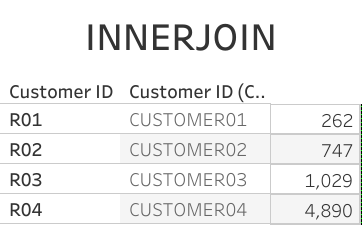 INNERJOIN
Customer ID Customer ID (C..
R01 CUSTOMER01 262
R02 CUSTOMER02 747
R03 CUSTOMER03 1,029
R04 CUSTOMER04 4,890